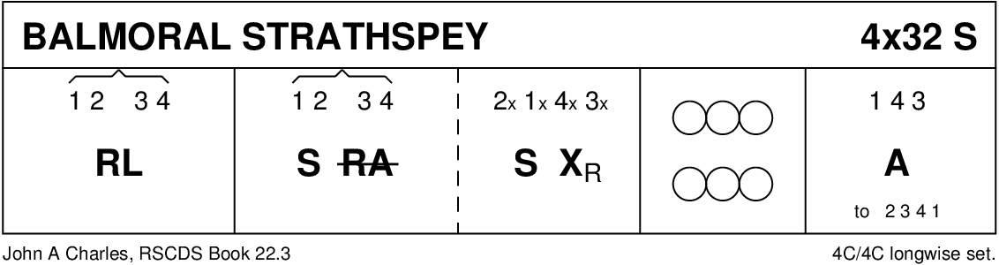 BALMORAL STRATHSPEY 4x32 S
1 2 3 4 1 2 3 4 2x 1x 4x 3x 1 4 3
RL S RA S XR A
to 2 3 4 1
John A Charles, RSCDS Book 22.3 4C/4C longwise set.